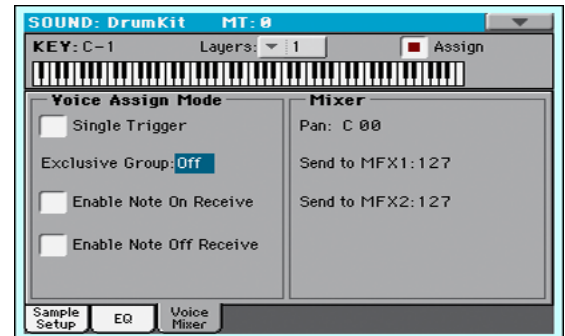 SOUND: DrumKit MT: 0
KEY: C-1 Layers: 1 Assign
Voice Assign Mode
Single Trigger
Exclusive Group: Off
Enable Note On Receive
Enable Note Off Receive
Mixer
Pan: C 00
Send to MFX1:127
Send to MFX2:127
Sample Setup
EQ
Voice Mixer